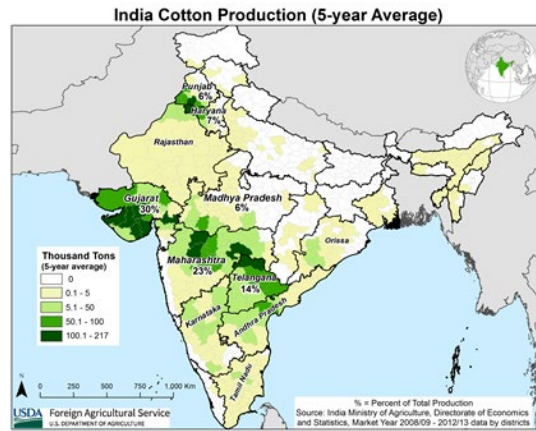 India Cotton Production (5-year Average)
Punjab
6%
Haryana
7%
Rajasthan
Gujarat
30%
Madhya Pradesh
6%
Orissa
Maharashtra
23%
Telangana
14%
Karnataka
Andhra Pradesh
Tamil Nadu
Thousand Tons
(5-year average)
0
0.1 - 5
5.1 - 50
50.1 - 100
100.1 - 217
N
0 250 500 1,000 Km
USDA Foreign Agricultural Service
U.S. DEPARTMENT OF AGRICULTURE
% = Percent of Total Production
Source: India Ministry of Agriculture, Directorate of Economics
and Statistics, Market Year 2008/09 - 2012/13 data by districts